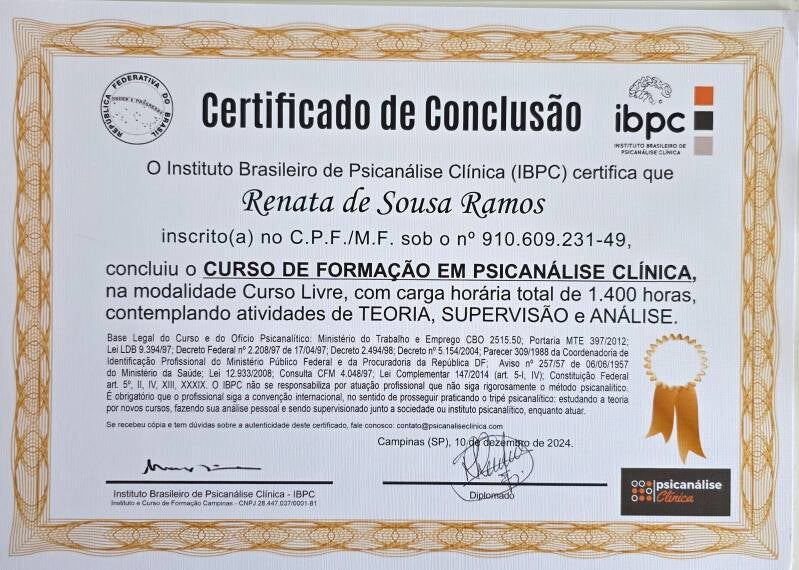 REPÚBLICA FEDERATIVA DO BRASIL
ORDEM E PROGRESSO
Certificado de Conclusão
ibpc
INSTITUTO BRASILEIRO DE
PSICANÁLISE CLÍNICA
O Instituto Brasileiro de Psicanálise Clínica (IBPC) certifica que
Renata de Sousa Ramos
inscrito(a) no C.P.F./M.F. sob o nº 910.609.231-49,
concluiu o CURSO DE FORMAÇÃO EM PSICANÁLISE CLÍNICA,
na modalidade Curso Livre, com carga horária total de 1.400 horas,
contemplando atividades de TEORIA, SUPERVISÃO e ANÁLISE.
Base Legal do Curso e do Ofício Psicanalítico: Ministério do Trabalho e Emprego CBO 2515.50; Portaria MTE 397/2012;
Lei LDB 9.394/97; Decreto Federal nº 2.208/97 de 17/04/97; Decreto 2.494/98; Decreto nº 5.154/2004; Parecer 309/1988 da Coordenadoria de
Identificação Profissional do Ministério Público Federal e da Procuradoria da República DF; Aviso nº 257/57 de 06/06/1957
do Ministério da Saúde; Lei 12.933/2008; Consulta CFM 4.048/97; Lei Complementar 147/2014 (art. 5-I, IV); Constituição Federal
art. 5º, II, IV, XIII, XXXIX. O IBPC não se responsabiliza por atuação profissional que não siga rigorosamente o método psicanalítico.
É obrigatório que o profissional siga a convenção internacional, no sentido de prosseguir praticando o tripé psicanalítico: estudando a teoria
por novos cursos, fazendo sua análise pessoal e sendo supervisionado junto a sociedade ou instituto psicanalítico, enquanto atuar.
Se recebeu cópia e tem dúvidas sobre a autenticidade deste certificado, fale conosco: contato@psicanaliseclinica.com
Campinas (SP), 10 de dezembro de 2024.
Instituto Brasileiro de Psicanálise Clínica - IBPC
Instituto e Curso de Formação Campinas - CNPJ 28.447.037/0001-81
Diplomado
psicanálise
Clínica